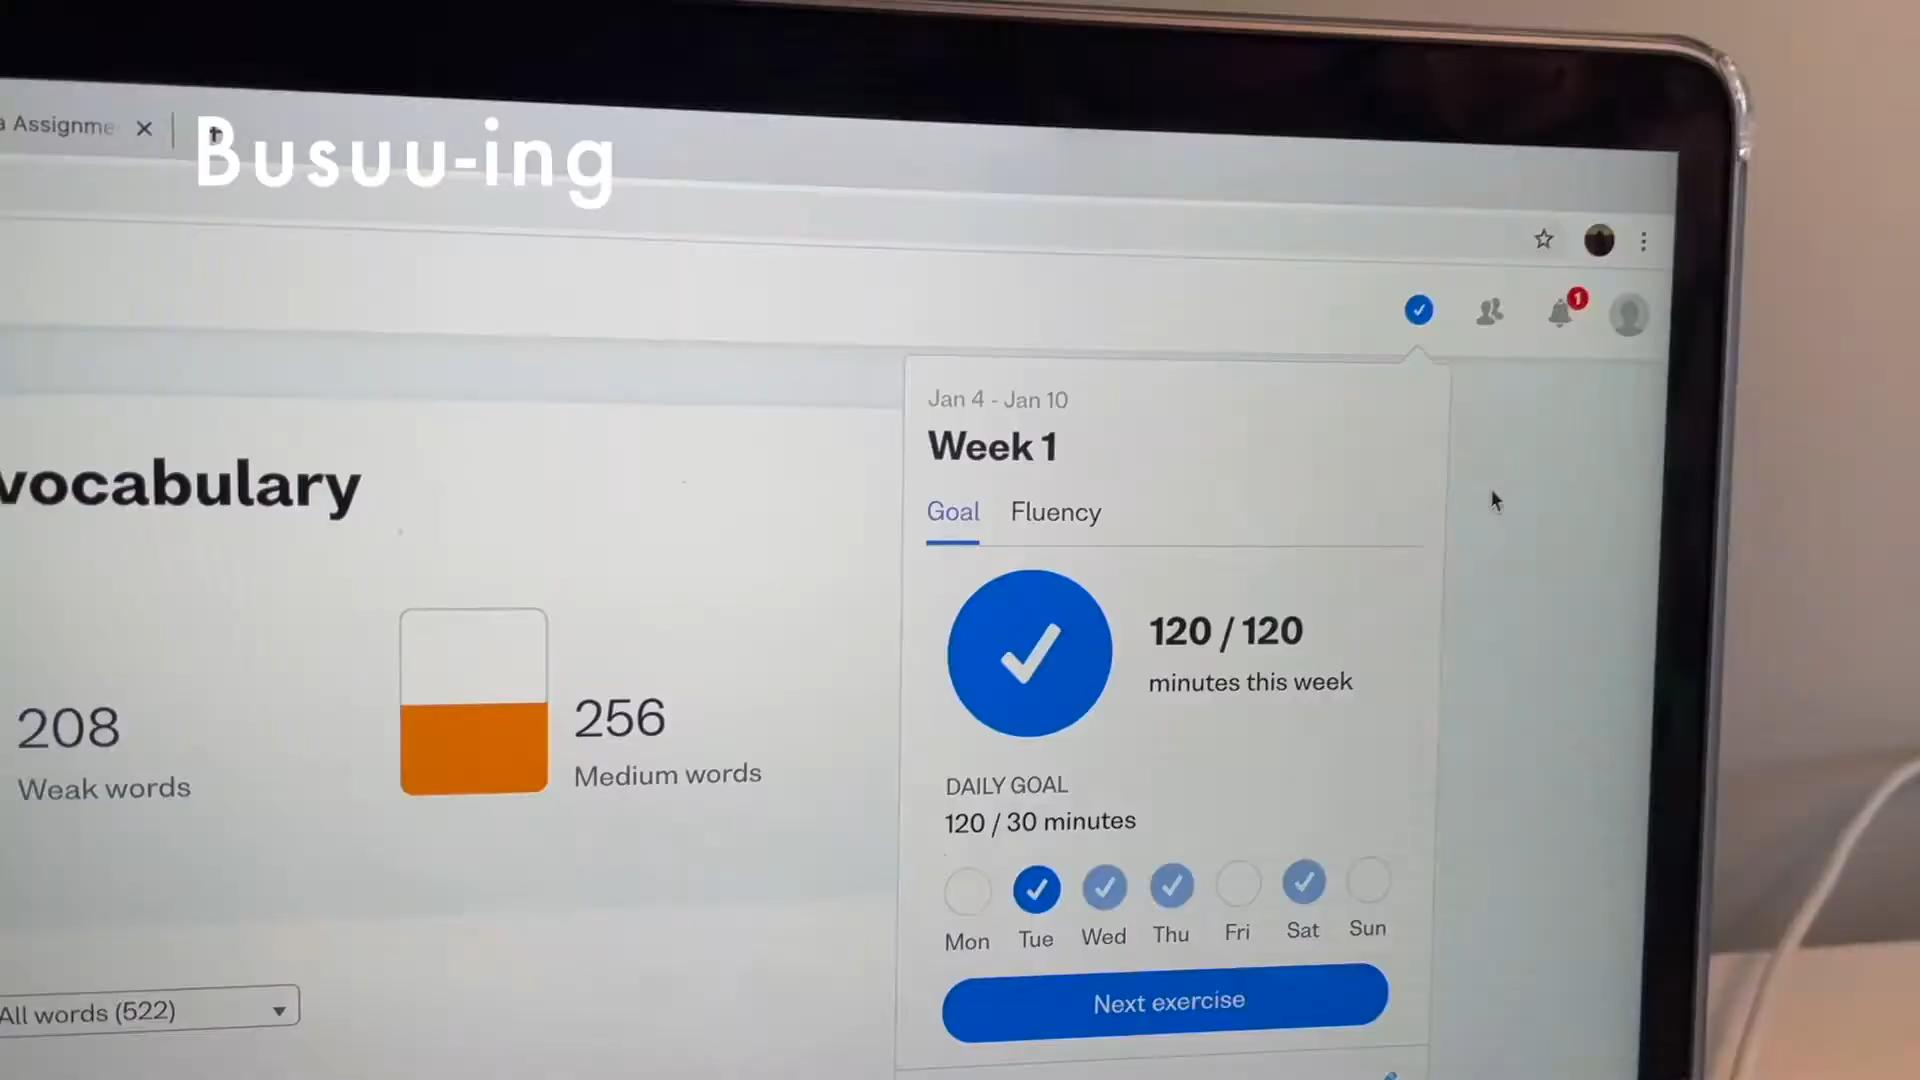 Assignme
Busuu-ing
1
Jan 4 - Jan 10
Week 1
vocabulary
Goal
Fluency
120 / 120
minutes this week
208
Weak words
256
Medium words
DAILY GOAL
120 / 30 minutes
Mon Tue Wed Thu Fri Sat Sun
Next exercise
All words (522)